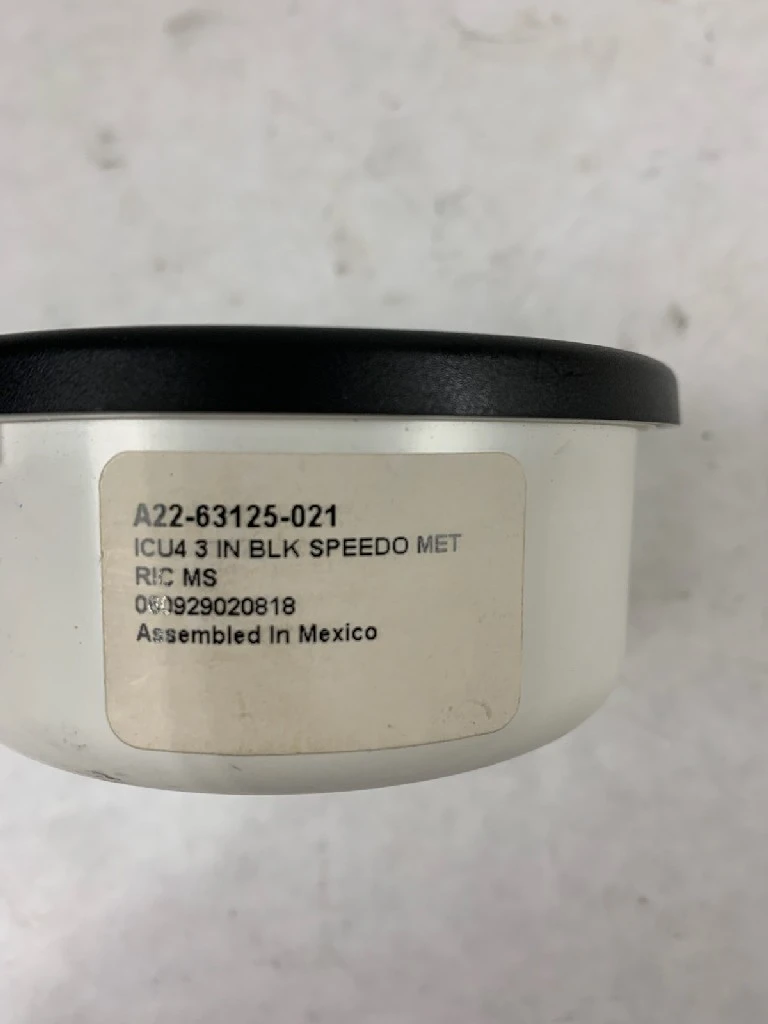 A22-63125-021
ICU4 3 IN BLK SPEEDO MET
RIC MS
060929020818
Assembled In Mexico